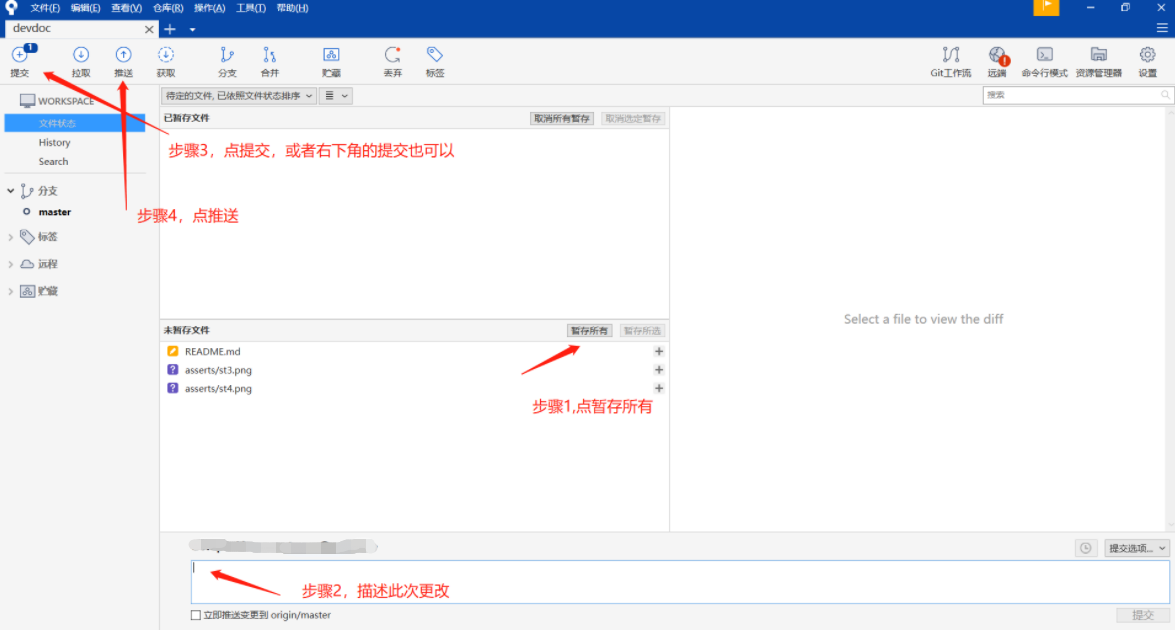 文件(F) 编辑(E) 查看(V) 仓库(R) 操作(A) 工具(T) 帮助(H)
devdoc
1
提交 拉取 推送 获取 分支 合并 贮藏 丢弃 标签 Git工作流 远端 命令行模式 资源管理器 设置
WORKSPACE
文件状态
History
Search
分支
master
标签
远程
贮藏
待定的文件, 已依照文件状态排序
搜索
已暂存文件 取消所有暂存 取消选定暂存
步骤3，点提交，或者右下角的提交也可以
步骤4，点推送
未暂存文件 暂存所有 暂存所选
README.md
asserts/st3.png
asserts/st4.png
步骤1,点暂存所有
Select a file to view the diff
提交选项...
步骤2，描述此次更改
立即推送变更到 origin/master
提交